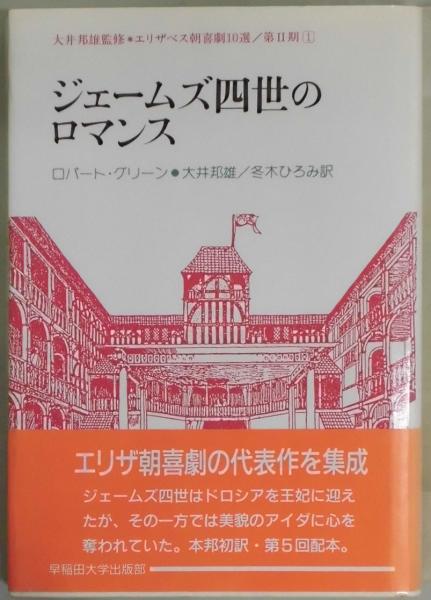 大井邦雄監修*エリザベス朝喜劇10選/第II期1
ジェームズ四世の
ロマンス
ロバート・グリーン●大井邦雄/冬木ひろみ訳
エリザ朝喜劇の代表作を集成
ジェームズ四世はドロシアを王妃に迎え
たが、その一方では美貌のアイダに心を
奪われていた。本邦初訳・第5回配本。
早稲田大学出版部